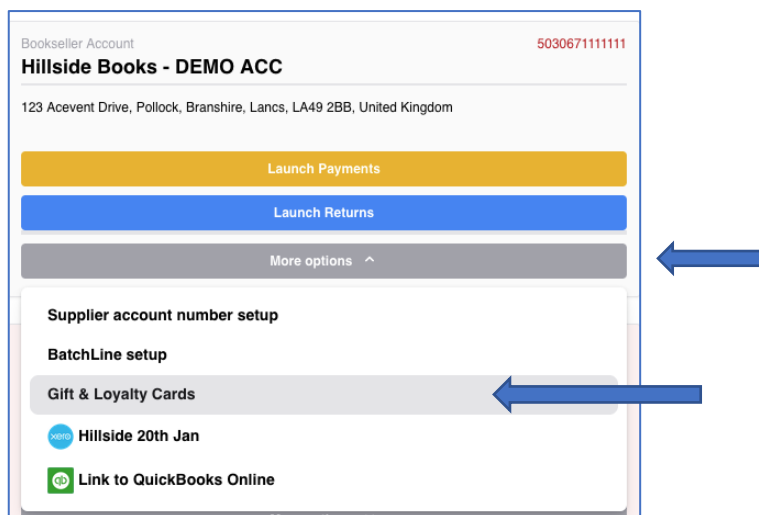 Bookseller Account 5030671111111
Hillside Books - DEMO ACC
123 Acevent Drive, Pollock, Branshire, Lancs, LA49 2BB, United Kingdom
Launch Payments
Launch Returns
More options
Supplier account number setup
BatchLine setup
Gift & Loyalty Cards
xero Hillside 20th Jan
qb Link to QuickBooks Online